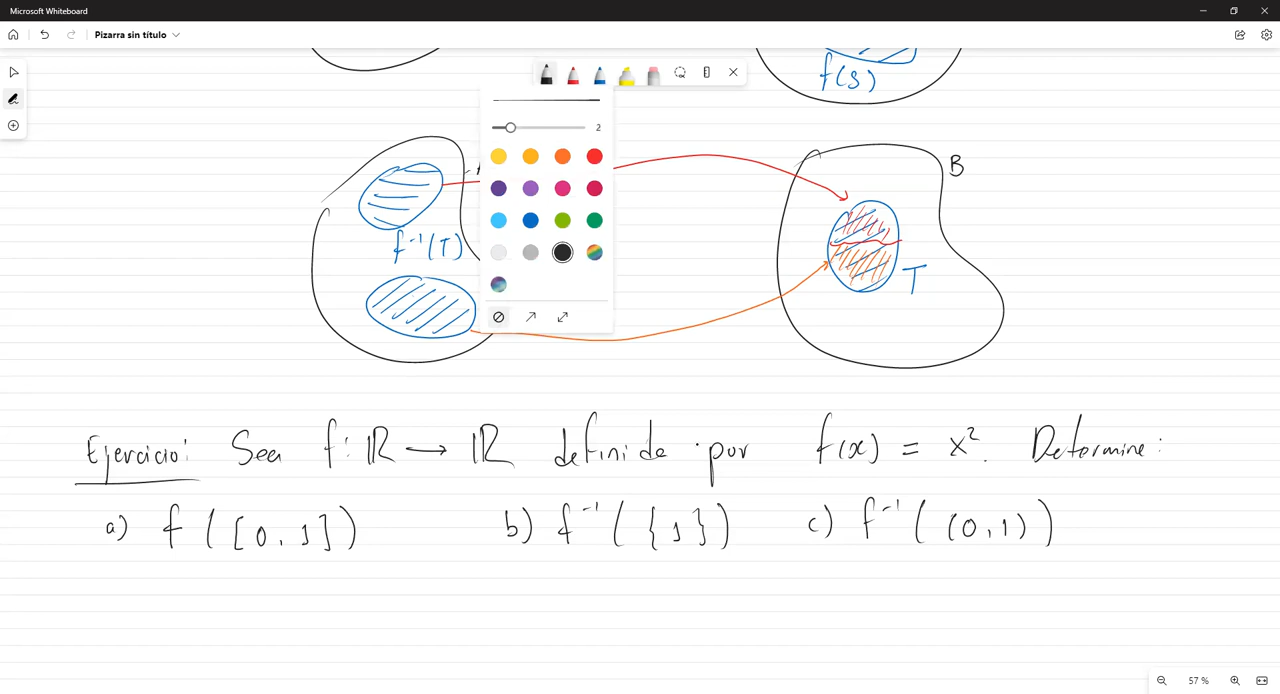 Microsoft Whiteboard
Pizarra sin título
f(S)
2
B
f⁻¹(T)
T
Ejercicio: Sea f: ℝ → ℝ definida por f(x) = x². Determine:
a) f([0,1]) b) f⁻¹({1}) c) f⁻¹((0,1))
57 %